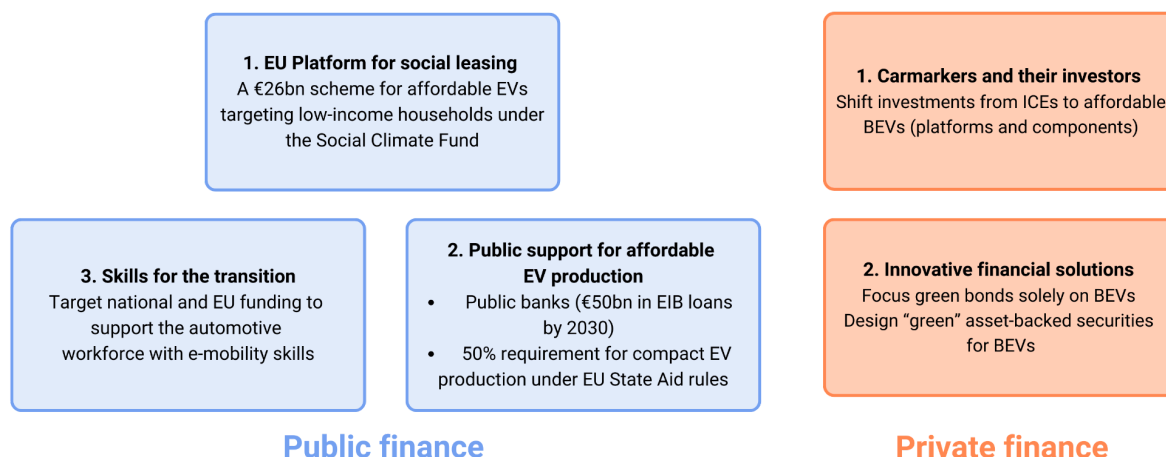 1. EU Platform for social leasing
A €26bn scheme for affordable EVs
targeting low-income households under
the Social Climate Fund
1. Carmarkers and their investors
Shift investments from ICEs to affordable
BEVs (platforms and components)
3. Skills for the transition
Target national and EU funding to
support the automotive
workforce with e-mobility skills
2. Public support for affordable
EV production
• Public banks (€50bn in EIB loans
by 2030)
• 50% requirement for compact EV
production under EU State Aid rules
2. Innovative financial solutions
Focus green bonds solely on BEVs
Design “green” asset-backed securities
for BEVs
Public finance
Private finance